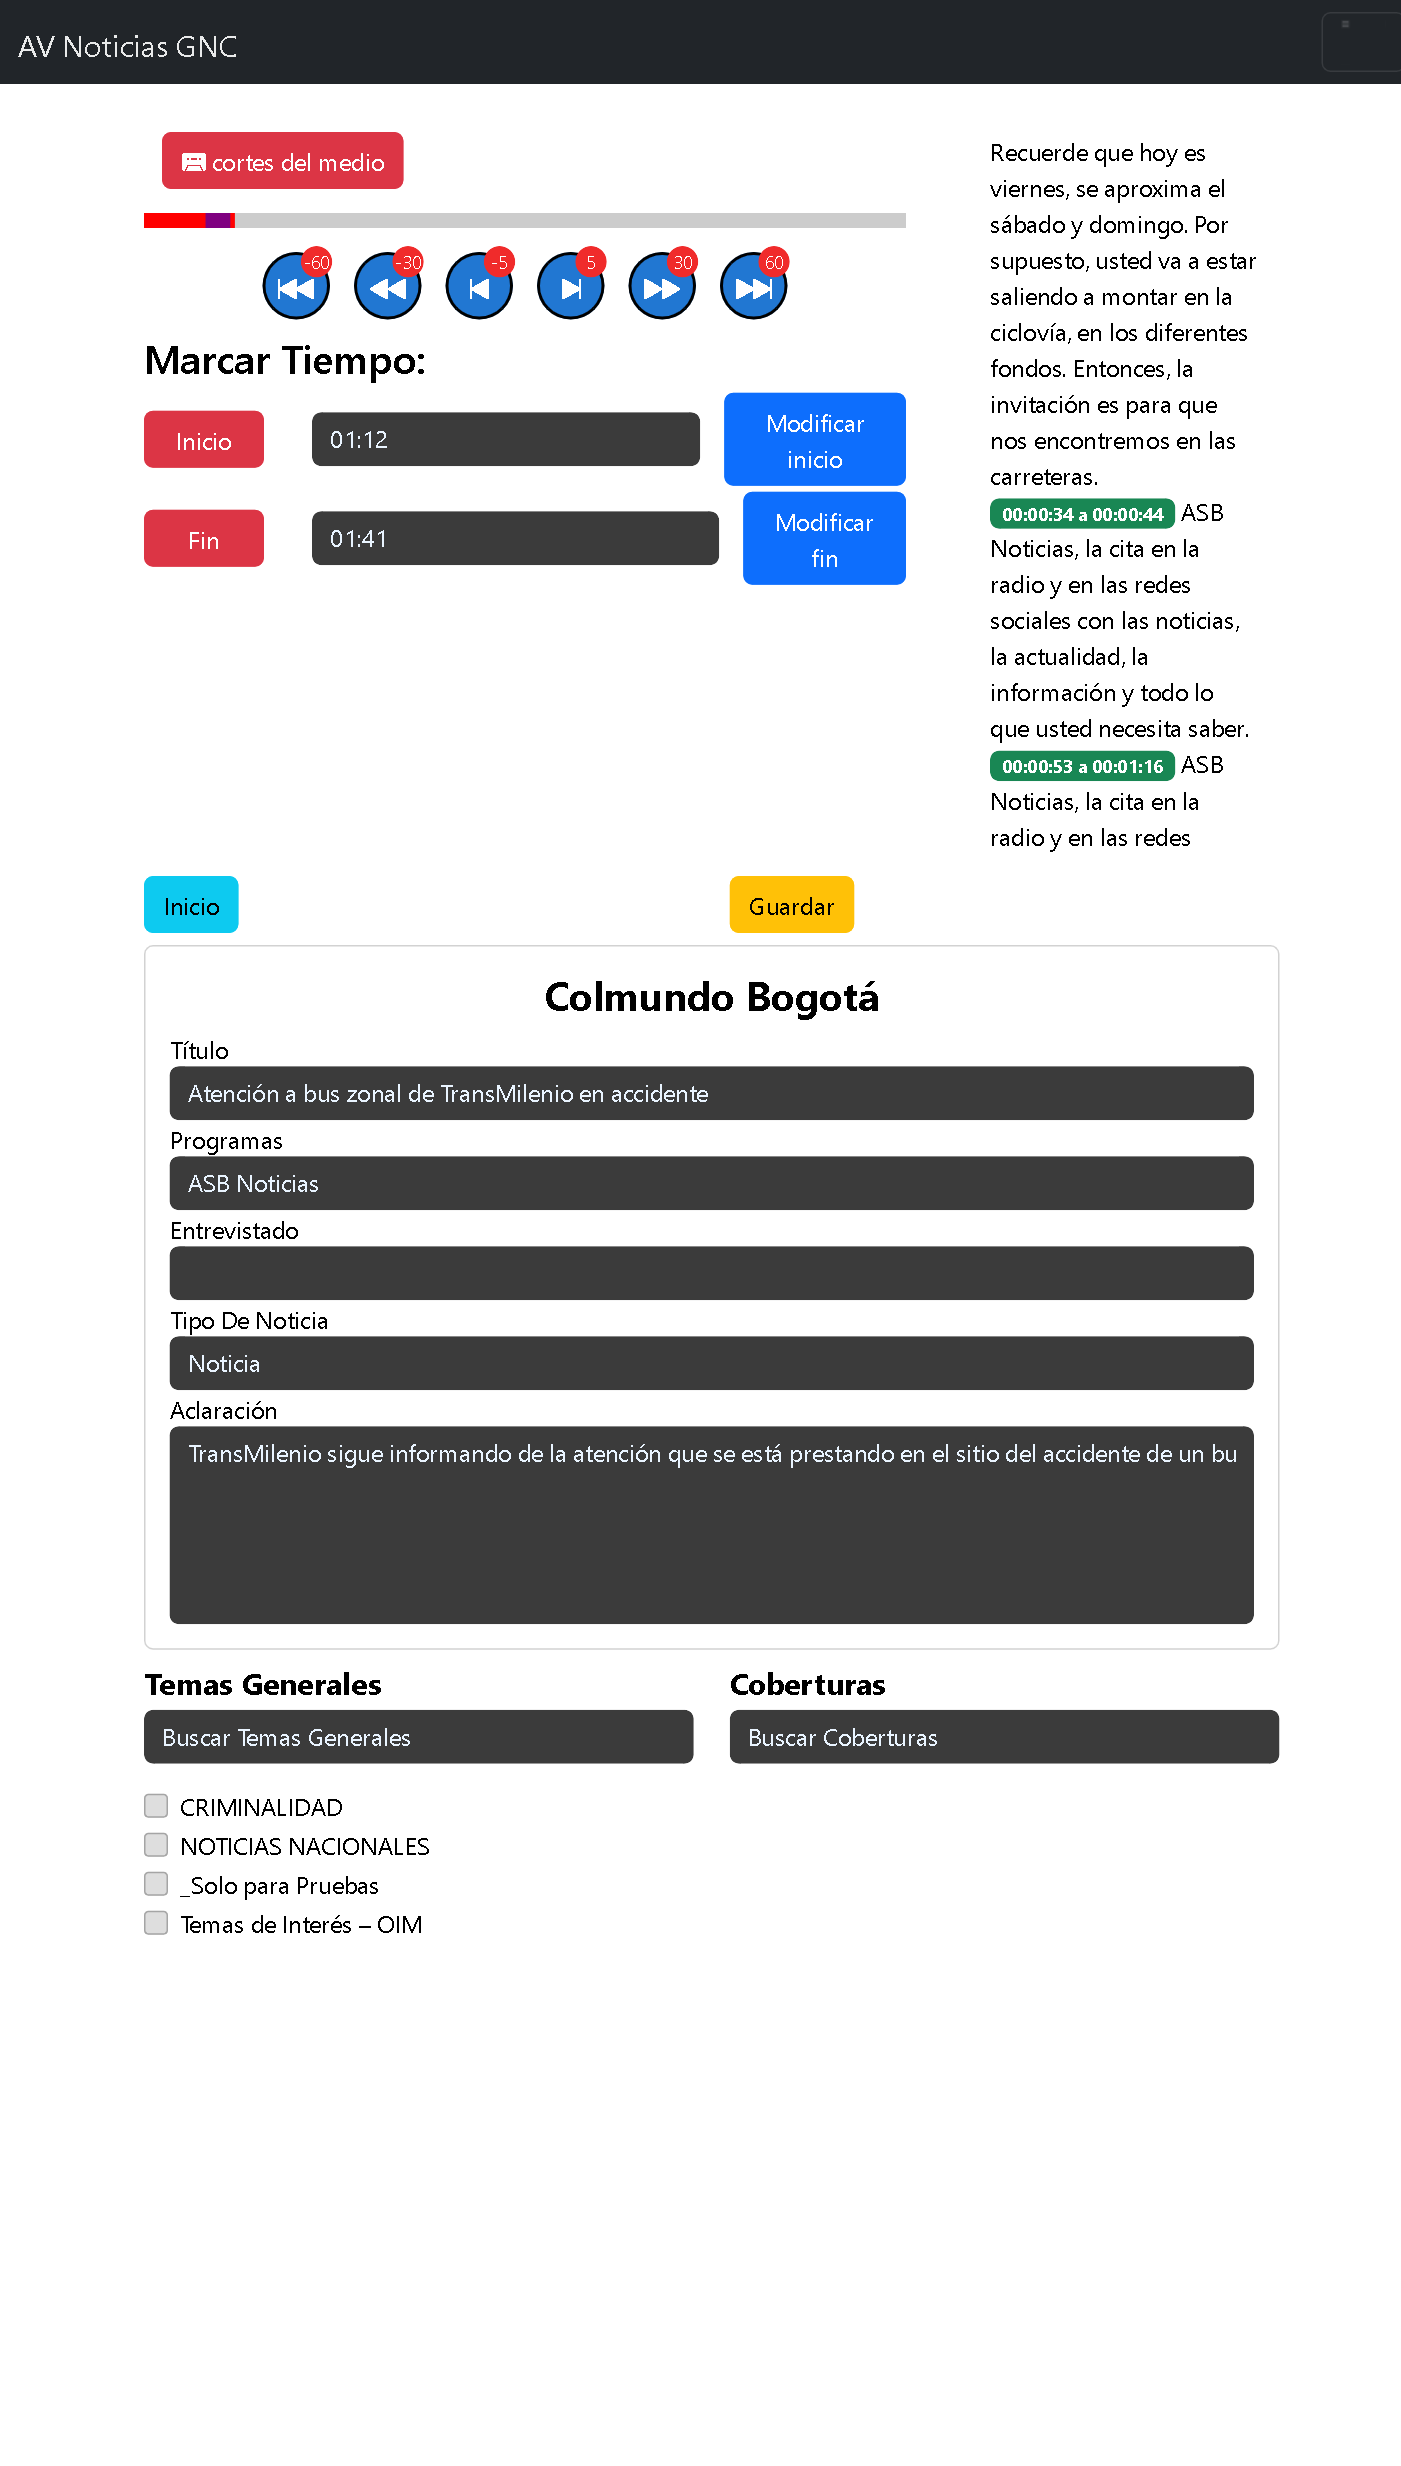 AV Noticias GNC
cortes del medio
-60
-30
-5
5
30
60
Marcar Tiempo:
Inicio
01:12
Modificar
inicio
Fin
01:41
Modificar
fin
Recuerde que hoy es
viernes, se aproxima el
sábado y domingo. Por
supuesto, usted va a estar
saliendo a montar en la
ciclovía, en los diferentes
fondos. Entonces, la
invitación es para que
nos encontremos en las
carreteras.
00:00:34 a 00:00:44 ASB
Noticias, la cita en la
radio y en las redes
sociales con las noticias,
la actualidad, la
información y todo lo
que usted necesita saber.
00:00:53 a 00:01:16 ASB
Noticias, la cita en la
radio y en las redes
Inicio
Guardar
Colmundo Bogotá
Título
Atención a bus zonal de TransMilenio en accidente
Programas
ASB Noticias
Entrevistado
Tipo De Noticia
Noticia
Aclaración
TransMilenio sigue informando de la atención que se está prestando en el sitio del accidente de un bu
Temas Generales
Buscar Temas Generales
CRIMINALIDAD
NOTICIAS NACIONALES
_Solo para Pruebas
Temas de Interés – OIM
Coberturas
Buscar Coberturas